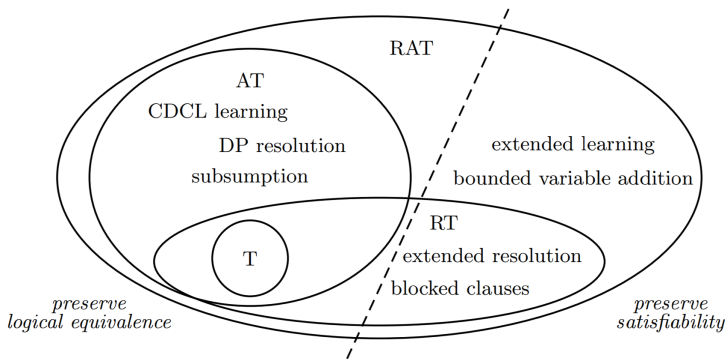 RAT
AT
CDCL learning
DP resolution
subsumption
extended learning
bounded variable addition
RT
extended resolution
blocked clauses
T
preserve
logical equivalence
preserve
satisfiability